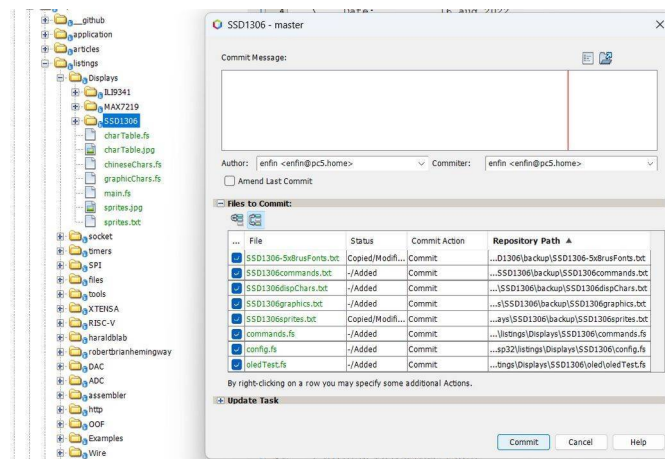 __github
application
articles
listings
Displays
ILI9341
MAX7219
SSD1306
charTable.fs
charTable.jpg
chineseChars.fs
graphicChars.fs
main.fs
sprites.jpg
sprites.txt
socket
timers
SPI
files
tools
XTENSA
RISC-V
haraldblab
robertbrianhemingway
DAC
ADC
assembler
http
OOF
Examples
Wire
4 \ Date: 16 aug 2022
SSD1306 - master
Commit Message:
Author: enfin <enfin@pc5.home> Commiter: enfin <enfin@pc5.home>
Amend Last Commit
Files to Commit:
... File Status Commit Action Repository Path
SSD1306-5x8rusFonts.txt Copied/Modifi... Commit ...D1306\backup\SSD1306-5x8rusFonts.txt
SSD1306commands.txt -/Added Commit ...SSD1306\backup\SSD1306commands.txt
SSD1306dispChars.txt -/Added Commit ...\SSD1306\backup\SSD1306dispChars.txt
SSD1306graphics.txt -/Added Commit ...s\SSD1306\backup\SSD1306graphics.txt
SSD1306sprites.txt Copied/Modifi... Commit ...ays\SSD1306\backup\SSD1306sprites.txt
commands.fs -/Added Commit ...\listings\Displays\SSD1306\commands.fs
config.fs -/Added Commit ...sp32\listings\Displays\SSD1306\config.fs
oledTest.fs -/Added Commit ...tings\Displays\SSD1306\oled\oledTest.fs
By right-clicking on a row you may specify some additional Actions.
Update Task
Commit Cancel Help